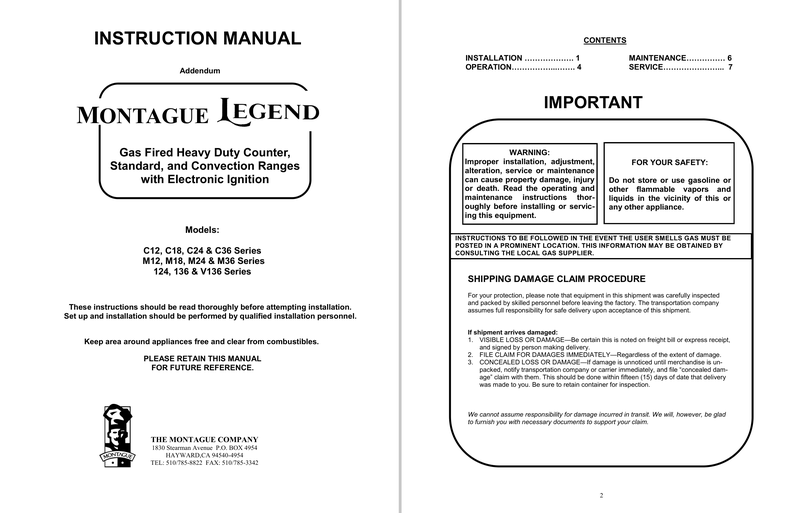 INSTRUCTION MANUAL
Addendum
MONTAGUE LEGEND
Gas Fired Heavy Duty Counter,
Standard, and Convection Ranges
with Electronic Ignition
Models:
C12, C18, C24 & C36 Series
M12, M18, M24 & M36 Series
124, 136 & V136 Series
These instructions should be read thoroughly before attempting installation.
Set up and installation should be performed by qualified installation personnel.
Keep area around appliances free and clear from combustibles.
PLEASE RETAIN THIS MANUAL
FOR FUTURE REFERENCE.
MONTAGUE
THE MONTAGUE COMPANY
1830 Stearman Avenue P.O. BOX 4954
HAYWARD,CA 94540-4954
TEL: 510/785-8822 FAX: 510/785-3342
CONTENTS
INSTALLATION ………………. 1
OPERATION……………..……. 4
MAINTENANCE…………… 6
SERVICE………………….. 7
IMPORTANT
WARNING:
Improper installation, adjustment,
alteration, service or maintenance
can cause property damage, injury
or death. Read the operating and
maintenance instructions thor-
oughly before installing or servic-
ing this equipment.
FOR YOUR SAFETY:
Do not store or use gasoline or
other flammable vapors and
liquids in the vicinity of this or
any other appliance.
INSTRUCTIONS TO BE FOLLOWED IN THE EVENT THE USER SMELLS GAS MUST BE
POSTED IN A PROMINENT LOCATION. THIS INFORMATION MAY BE OBTAINED BY
CONSULTING THE LOCAL GAS SUPPLIER.
SHIPPING DAMAGE CLAIM PROCEDURE
For your protection, please note that equipment in this shipment was carefully inspected
and packed by skilled personnel before leaving the factory. The transportation company
assumes full responsibility for safe delivery upon acceptance of this shipment.
If shipment arrives damaged:
1. VISIBLE LOSS OR DAMAGE—Be certain this is noted on freight bill or express receipt,
and signed by person making delivery.
2. FILE CLAIM FOR DAMAGES IMMEDIATELY—Regardless of the extent of damage.
3. CONCEALED LOSS OR DAMAGE—If damage is unnoticed until merchandise is un-
packed, notify transportation company or carrier immediately, and file “concealed dam-
age” claim with them. This should be done within fifteen (15) days of date that delivery
was made to you. Be sure to retain container for inspection.
We cannot assume responsibility for damage incurred in transit. We will, however, be glad
to furnish you with necessary documents to support your claim.
2